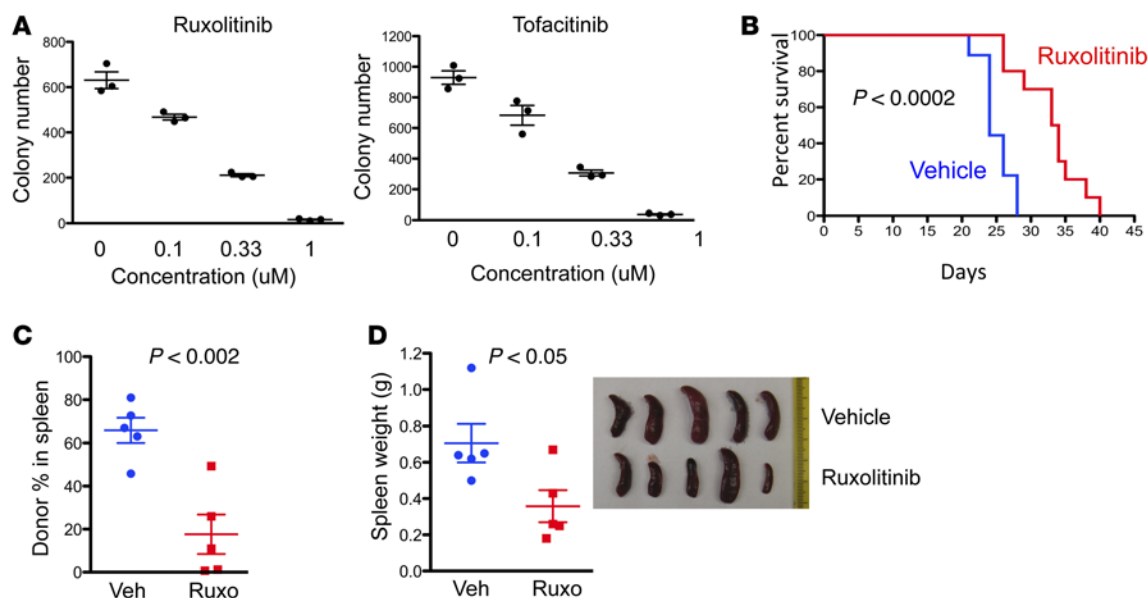 A
Ruxolitinib
Colony number
800
600
400
200
0
0 0.1 0.33 1
Concentration (uM)
Tofacitinib
Colony number
1200
1000
800
600
400
200
0
0 0.1 0.33 1
Concentration (uM)
B
Percent survival
100
80
60
40
20
0
P < 0.0002
Ruxolitinib
Vehicle
0 5 10 15 20 25 30 35 40 45
Days
C
P < 0.002
Donor % in spleen
100
80
60
40
20
0
Veh Ruxo
D
P < 0.05
Spleen weight (g)
1.2
1.0
0.8
0.6
0.4
0.2
0.0
Veh Ruxo
Vehicle
Ruxolitinib